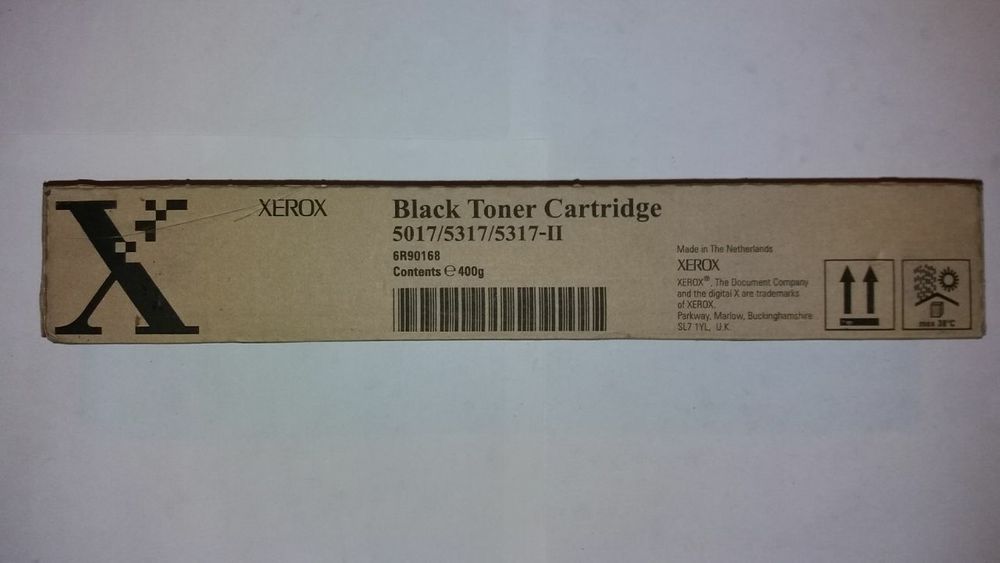 XEROX
Black Toner Cartridge
5017/5317/5317-II
6R90168
Contents ℮ 400g
Made in The Netherlands
XEROX
XEROX®, The Document Company
and the digital X are trademarks
of XEROX.
Parkway, Marlow, Buckinghamshire
SL7 1YL, U.K.
max 38°C